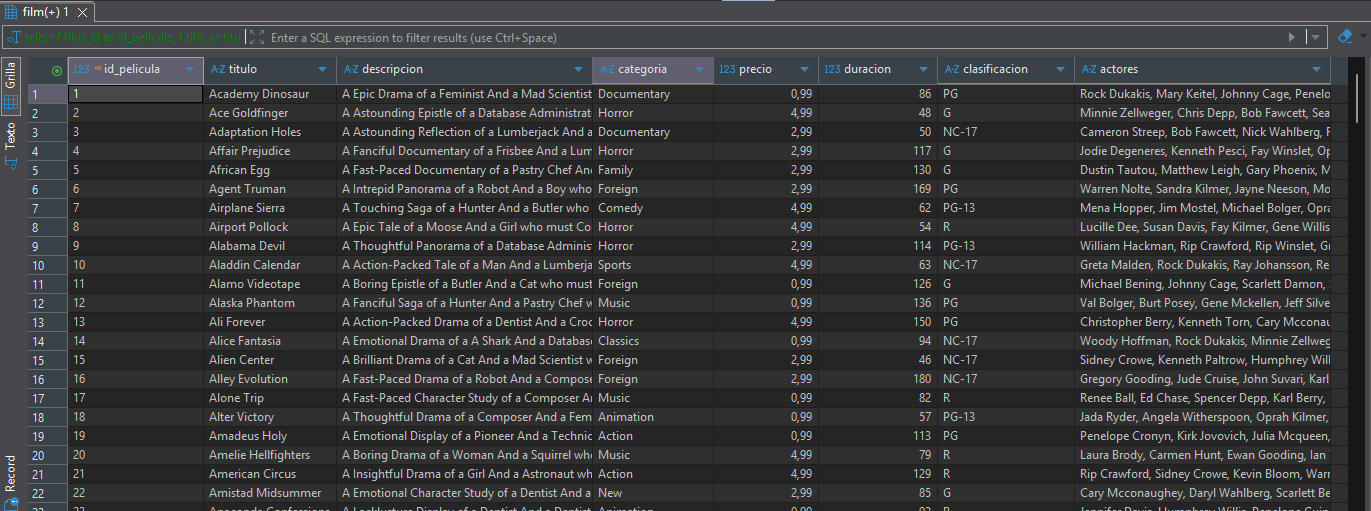 film(+) 1
select f.film_id as id_pelicula, f.title as titu Enter a SQL expression to filter results (use Ctrl+Space)
Grilla
Texto
Record
123 id_pelicula A-Z titulo A-Z descripcion A-Z categoria 123 precio 123 duracion A-Z clasificacion A-Z actores
1 1 Academy Dinosaur A Epic Drama of a Feminist And a Mad Scientist Documentary 0,99 86 PG Rock Dukakis, Mary Keitel, Johnny Cage, Penelo
2 2 Ace Goldfinger A Astounding Epistle of a Database Administrat Horror 4,99 48 G Minnie Zellweger, Chris Depp, Bob Fawcett, Sea
3 3 Adaptation Holes A Astounding Reflection of a Lumberjack And a Documentary 2,99 50 NC-17 Cameron Streep, Bob Fawcett, Nick Wahlberg,
4 4 Affair Prejudice A Fanciful Documentary of a Frisbee And a Lum Horror 2,99 117 G Jodie Degeneres, Kenneth Pesci, Fay Winslet, Op
5 5 African Egg A Fast-Paced Documentary of a Pastry Chef An Family 2,99 130 G Dustin Tautou, Matthew Leigh, Gary Phoenix, M
6 6 Agent Truman A Intrepid Panorama of a Robot And a Boy who Foreign 2,99 169 PG Warren Nolte, Sandra Kilmer, Jayne Neeson, Mo
7 7 Airplane Sierra A Touching Saga of a Hunter And a Butler who Comedy 4,99 62 PG-13 Mena Hopper, Jim Mostel, Michael Bolger, Opra
8 8 Airport Pollock A Epic Tale of a Moose And a Girl who must Co Horror 4,99 54 R Lucille Dee, Susan Davis, Fay Kilmer, Gene Willis
9 9 Alabama Devil A Thoughtful Panorama of a Database Adminis Horror 2,99 114 PG-13 William Hackman, Rip Crawford, Rip Winslet, Gr
10 10 Aladdin Calendar A Action-Packed Tale of a Man And a Lumberja Sports 4,99 63 NC-17 Greta Malden, Rock Dukakis, Ray Johansson, Re
11 11 Alamo Videotape A Boring Epistle of a Butler And a Cat who must Foreign 0,99 126 G Michael Bening, Johnny Cage, Scarlett Damon,
12 12 Alaska Phantom A Fanciful Saga of a Hunter And a Pastry Chef w Music 0,99 136 PG Val Bolger, Burt Posey, Gene Mckellen, Jeff Silve
13 13 Ali Forever A Action-Packed Drama of a Dentist And a Croc Horror 4,99 150 PG Christopher Berry, Kenneth Torn, Cary Mcconau
14 14 Alice Fantasia A Emotional Drama of a A Shark And a Database Classics 0,99 94 NC-17 Woody Hoffman, Rock Dukakis, Minnie Zellweg
15 15 Alien Center A Brilliant Drama of a Cat And a Mad Scientist w Foreign 2,99 46 NC-17 Sidney Crowe, Kenneth Paltrow, Humphrey Will
16 16 Alley Evolution A Fast-Paced Drama of a Robot And a Compose Foreign 2,99 180 NC-17 Gregory Gooding, Jude Cruise, John Suvari, Karl
17 17 Alone Trip A Fast-Paced Character Study of a Composer A Music 0,99 82 R Renee Ball, Ed Chase, Spencer Depp, Karl Berry,
18 18 Alter Victory A Thoughtful Drama of a Composer And a Fem Animation 0,99 57 PG-13 Jada Ryder, Angela Witherspoon, Oprah Kilmer,
19 19 Amadeus Holy A Emotional Display of a Pioneer And a Technic Action 0,99 113 PG Penelope Cronyn, Kirk Jovovich, Julia Mcqueen,
20 20 Amelie Hellfighters A Boring Drama of a Woman And a Squirrel wh Music 4,99 79 R Laura Brody, Carmen Hunt, Ewan Gooding, Ian
21 21 American Circus A Insightful Drama of a Girl And a Astronaut wh Action 4,99 129 R Rip Crawford, Sidney Crowe, Kevin Bloom, Warr
22 22 Amistad Midsummer A Emotional Character Study of a Dentist And a New 2,99 85 G Cary Mcconaughey, Daryl Wahlberg, Scarlett Be